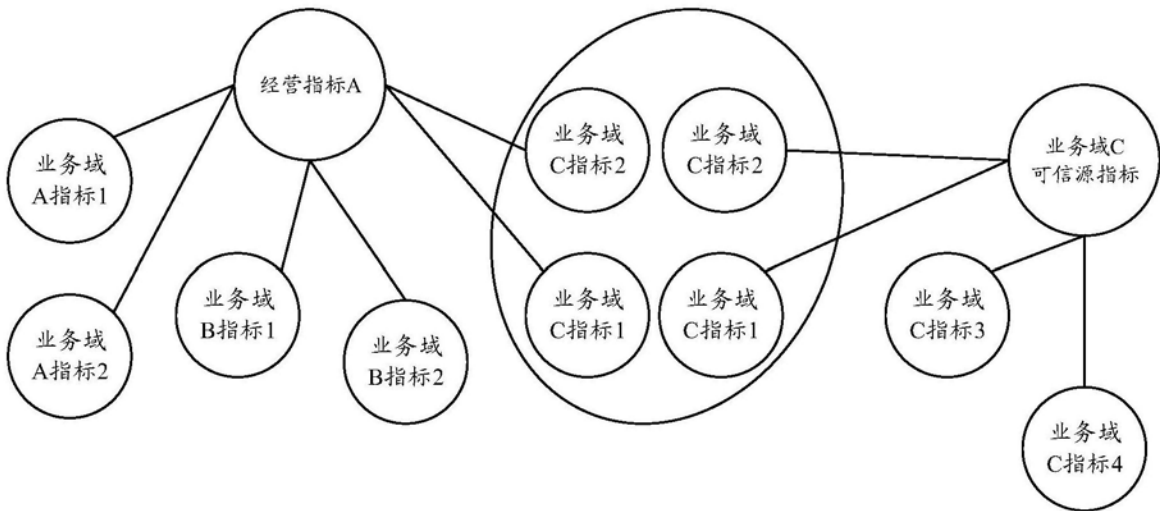 经营指标A
业务域
C指标2
业务域
C指标2
业务域C
可信源指标
业务域
A指标1
业务域
B指标1
业务域
C指标1
业务域
C指标1
业务域
C指标3
业务域
A指标2
业务域
B指标2
业务域
C指标4